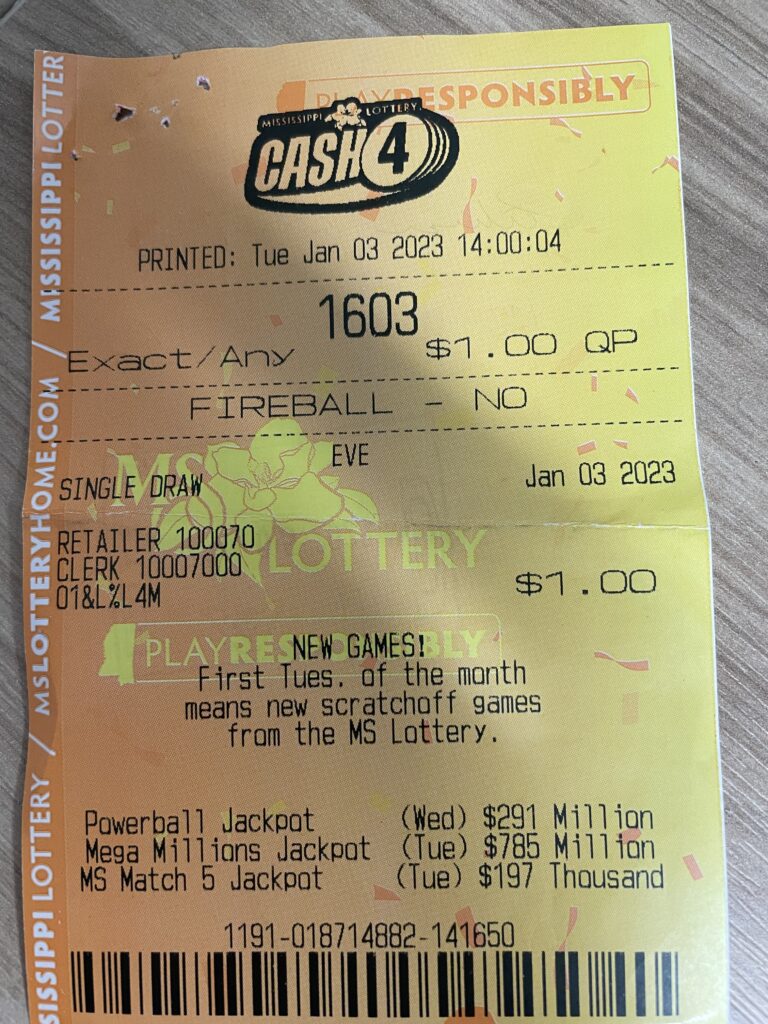 PLAYRESPONSIBLY
MISSISSIPPI LOTTERY
CASH 4
PRINTED: Tue Jan 03 2023 14:00:04
1603
Exact/Any $1.00 QP
FIREBALL - NO
EVE
SINGLE DRAW Jan 03 2023
MS LOTTERY
RETAILER 100070
CLERK 10007000
01&L%L4M
$1.00
PLAYRESPONSIBLY
NEW GAMES!
First Tues. of the month
means new scratchoff games
from the MS Lottery.
Powerball Jackpot (Wed) $291 Million
Mega Millions Jackpot (Tue) $785 Million
MS Match 5 Jackpot (Tue) $197 Thousand
1191-018714882-141650
SISSIPPI LOTTERY / MSLOTTERYHOME.COM / MISSISSIPPI LOTTER